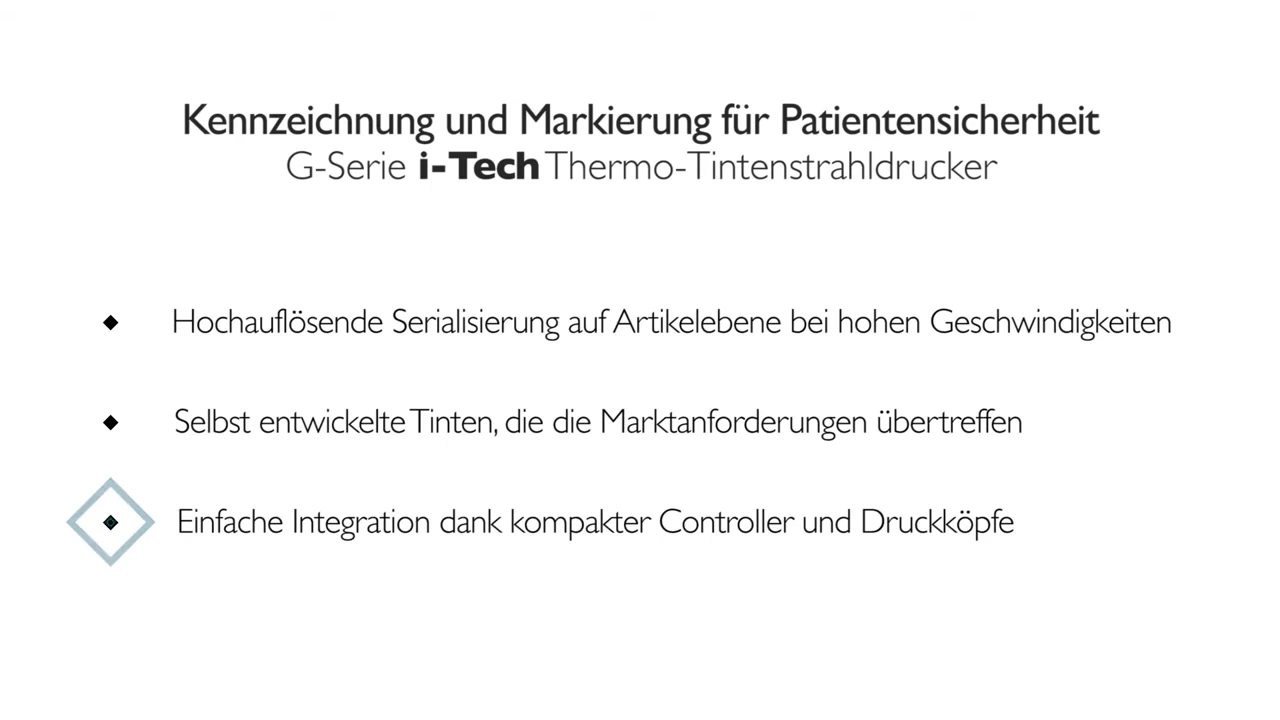 Kennzeichnung und Markierung für Patientensicherheit
G-Serie i-Tech Thermo-Tintenstrahldrucker
Hochauflösende Serialisierung auf Artikelebene bei hohen Geschwindigkeiten
Selbst entwickelte Tinten, die die Marktanforderungen übertreffen
Einfache Integration dank kompakter Controller und Druckköpfe